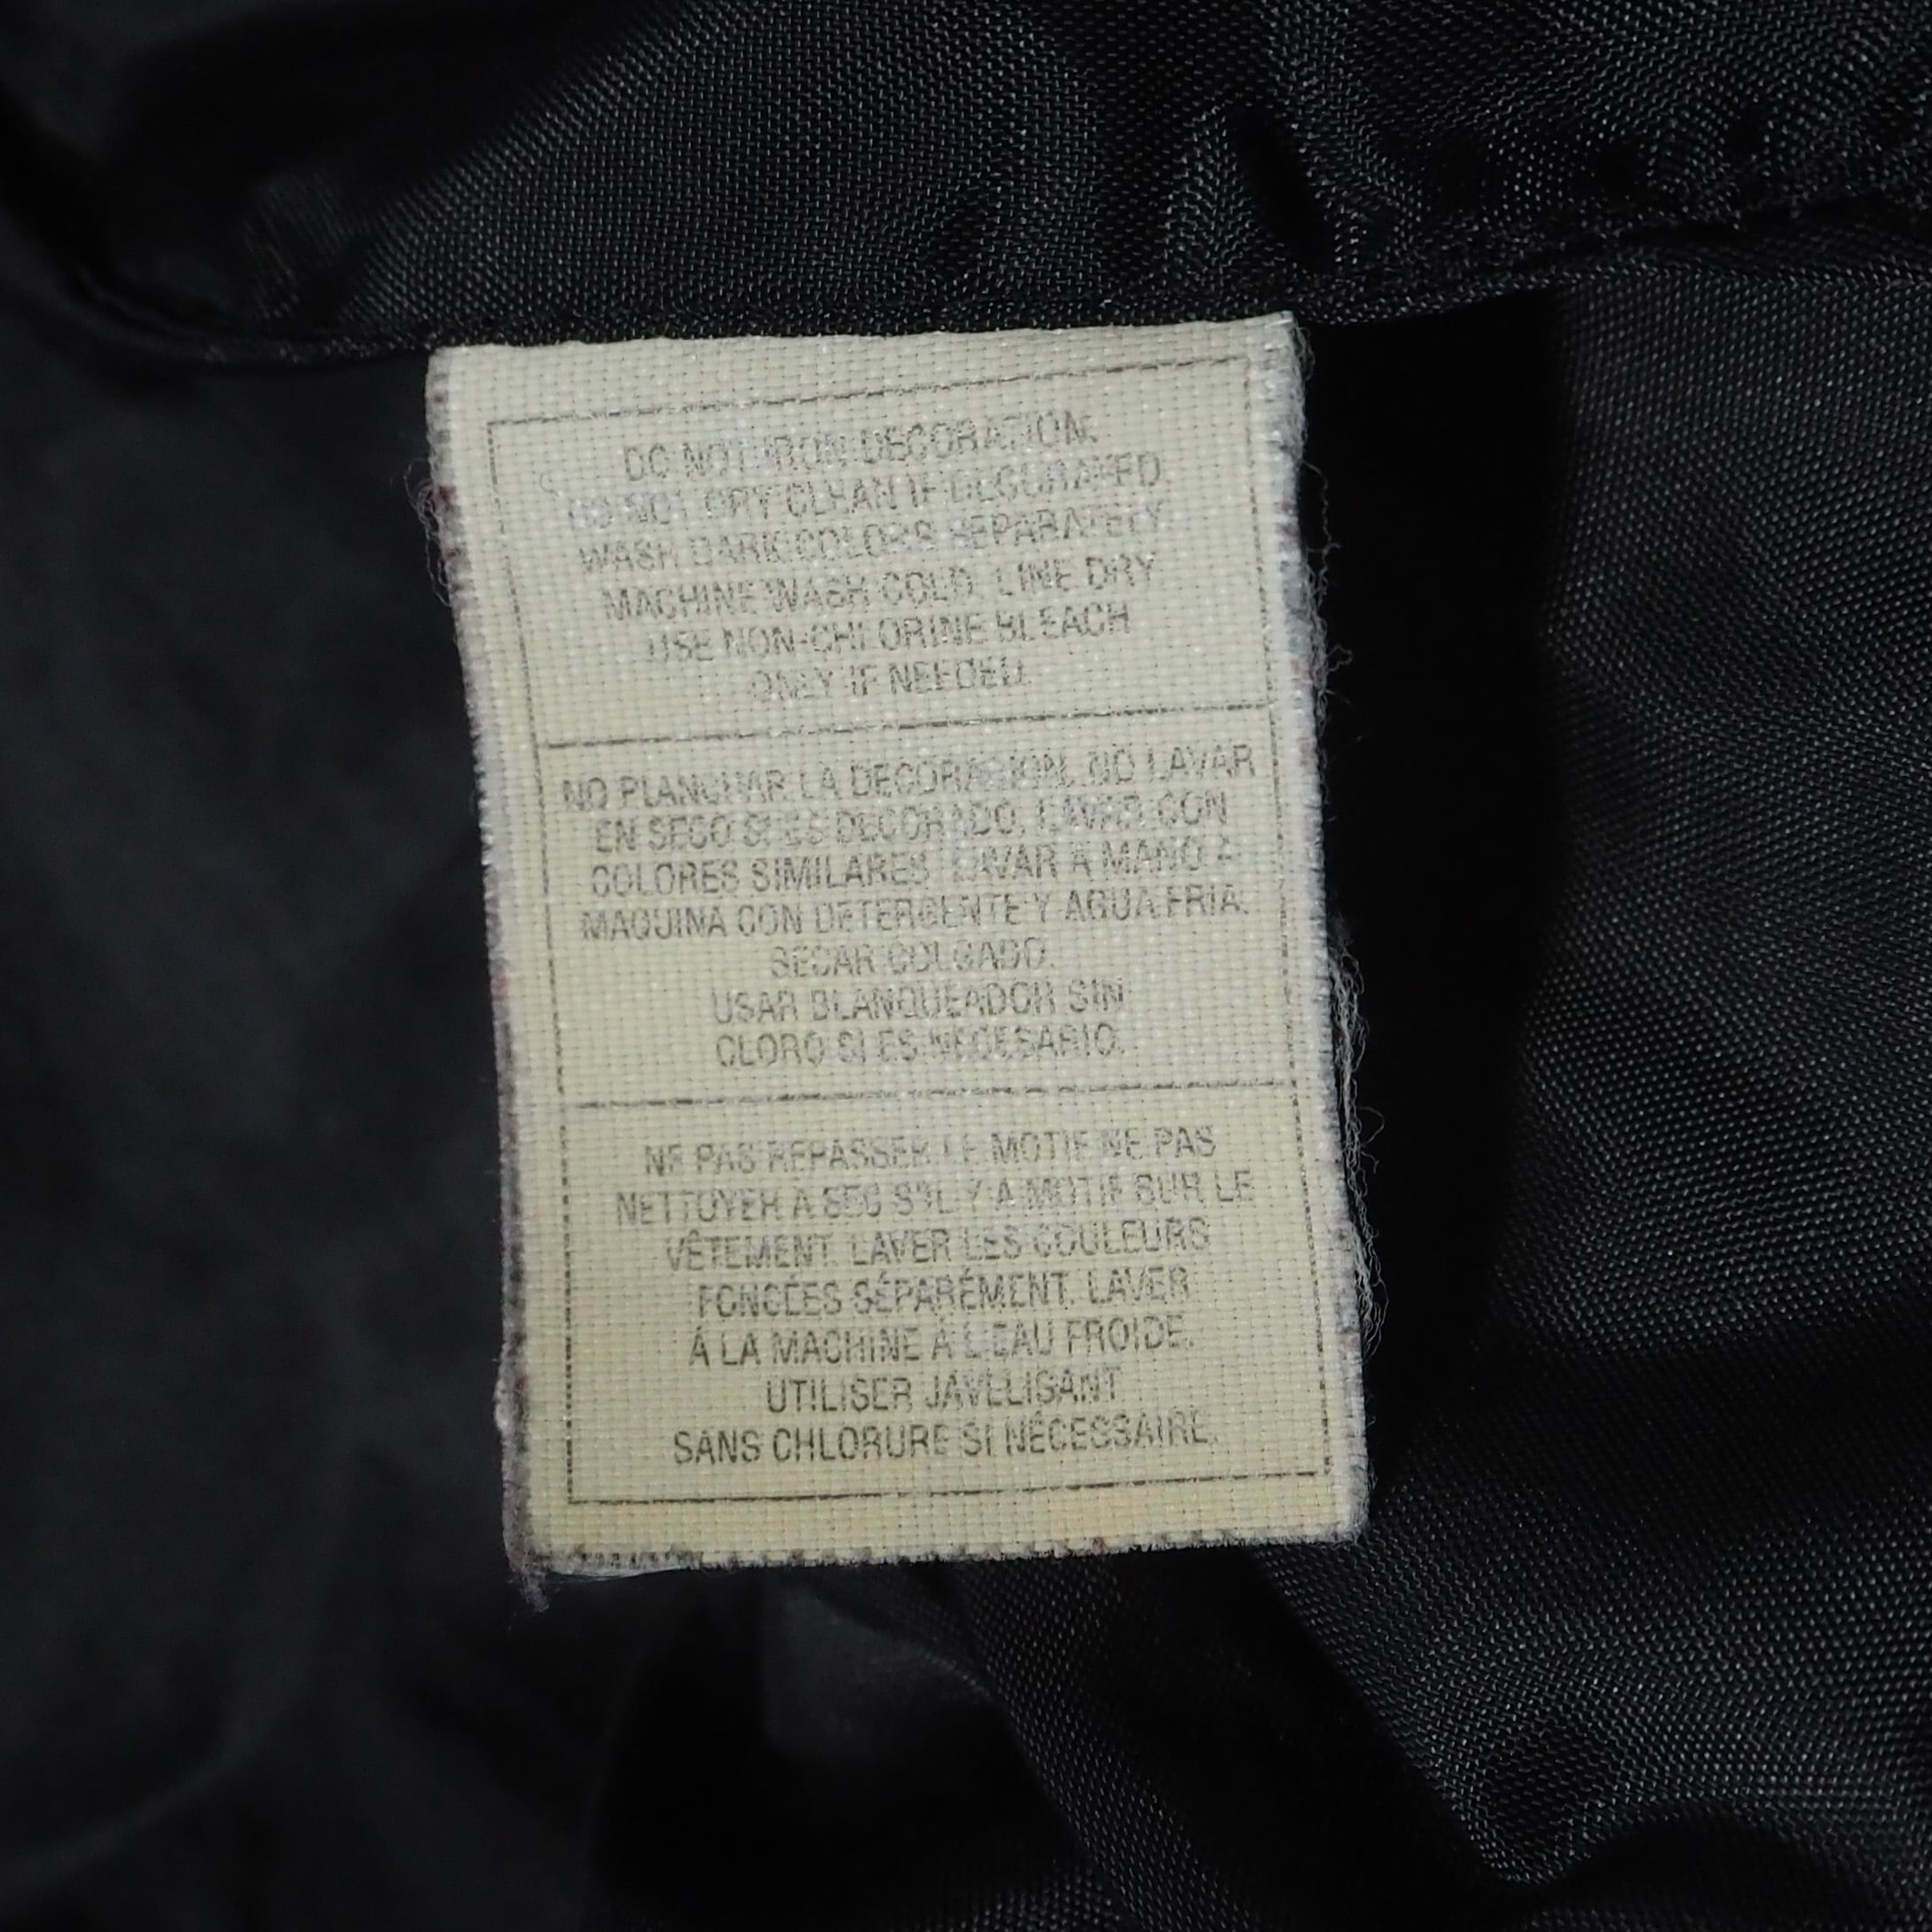 DO NOT IRON DECORATION.
DO NOT DRY CLEAN IF DECORATED.
WASH DARK COLORS SEPARATELY.
MACHINE WASH COLD. LINE DRY
USE NON-CHLORINE BLEACH
ONLY IF NEEDED.
NO PLANCHAR LA DECORACION. NO LAVAR
EN SECO SI ES DECORADO. LAVAR CON
COLORES SIMILARES. LAVAR A MANO
MAQUINA CON DETERGENTE Y AGUA FRIA.
SECAR COLGADO.
USAR BLANQUEADOR SIN
CLORO SI ES NECESARIO.
NE PAS REPASSER LE MOTIF NE PAS
NETTOYER A SEC S'IL Y A MOTIF SUR LE
VÊTEMENT. LAVER LES COULEURS
FONCÉES SÉPARÉMENT. LAVER
À LA MACHINE À L'EAU FROIDE.
UTILISER JAVELISANT
SANS CHLORURE SI NÉCESSAIRE.